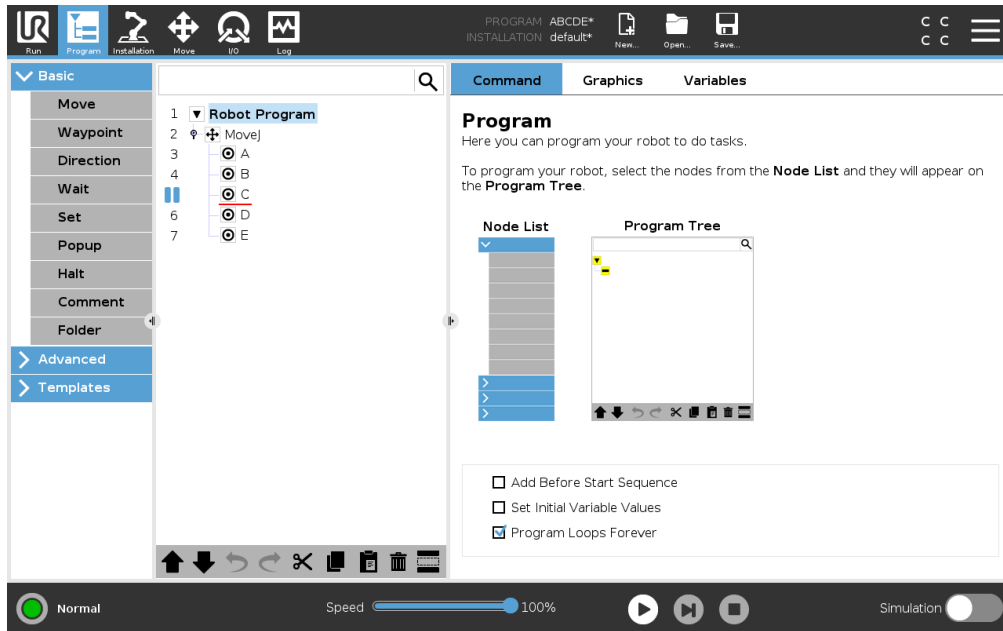 PROGRAM ABCDE*
INSTALLATION default*
C C
C C
UR
Run
Program
Installation
Move
I/O
Log
New...
Open...
Save...
Basic
Move
Waypoint
Direction
Wait
Set
Popup
Halt
Comment
Folder
Advanced
Templates
1 Robot Program
2 MoveJ
3 A
4 B
C
6 D
7 E
Command
Graphics
Variables
Program
Here you can program your robot to do tasks.
To program your robot, select the nodes from the Node List and they will appear on
the Program Tree.
Node List
Program Tree
Add Before Start Sequence
Set Initial Variable Values
Program Loops Forever
Normal
Speed
100%
Simulation